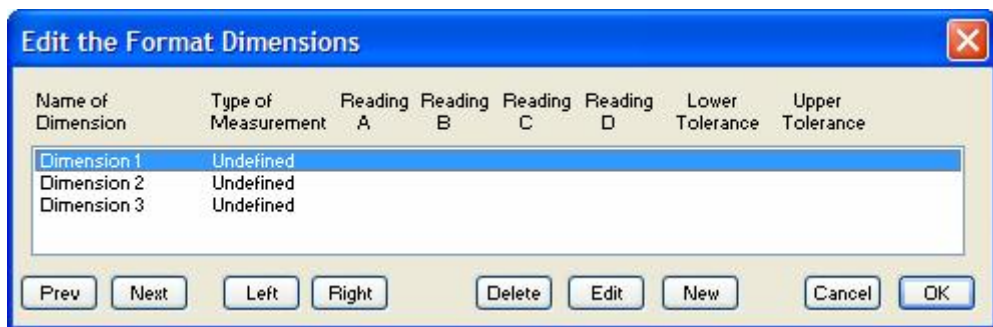 Edit the Format Dimensions
Name of Dimension Type of Measurement Reading A Reading B Reading C Reading D Lower Tolerance Upper Tolerance
Dimension 1 Undefined
Dimension 2 Undefined
Dimension 3 Undefined
Prev Next Left Right Delete Edit New Cancel OK